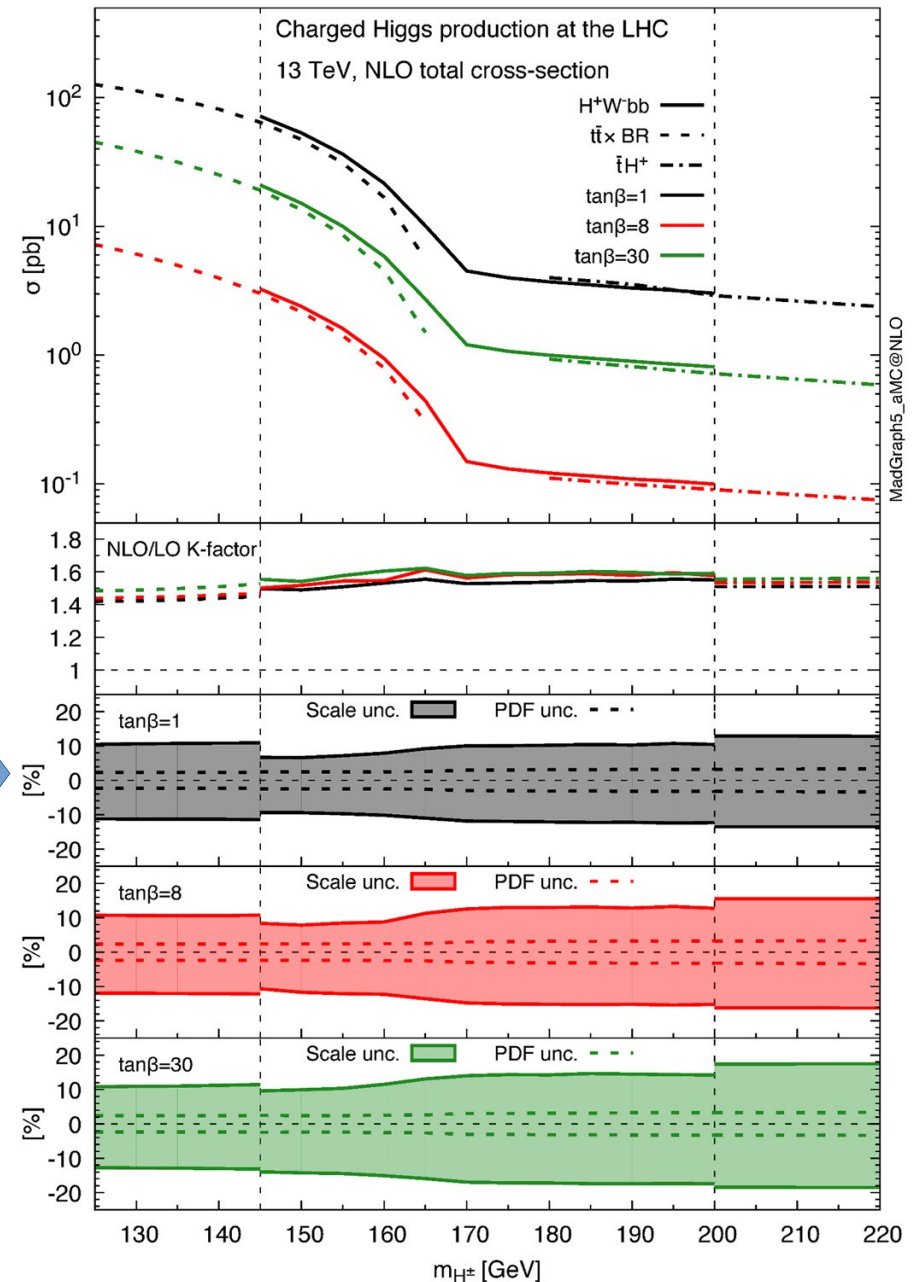 Charged Higgs production at the LHC
13 TeV, NLO total cross-section
H⁺W⁻bb
tt̄ × BR
t̄H⁺
tanβ=1
tanβ=8
tanβ=30
10²
10¹
10⁰
10⁻¹
σ [pb]
MadGraph5_aMC@NLO
NLO/LO K-factor
1.8
1.6
1.4
1.2
1
tanβ=1
Scale unc.
PDF unc.
20
10
0
-10
-20
[%]
tanβ=8
Scale unc.
PDF unc.
20
10
0
-10
-20
[%]
tanβ=30
Scale unc.
PDF unc.
20
10
0
-10
-20
[%]
130 140 150 160 170 180 190 200 210 220
m_H± [GeV]